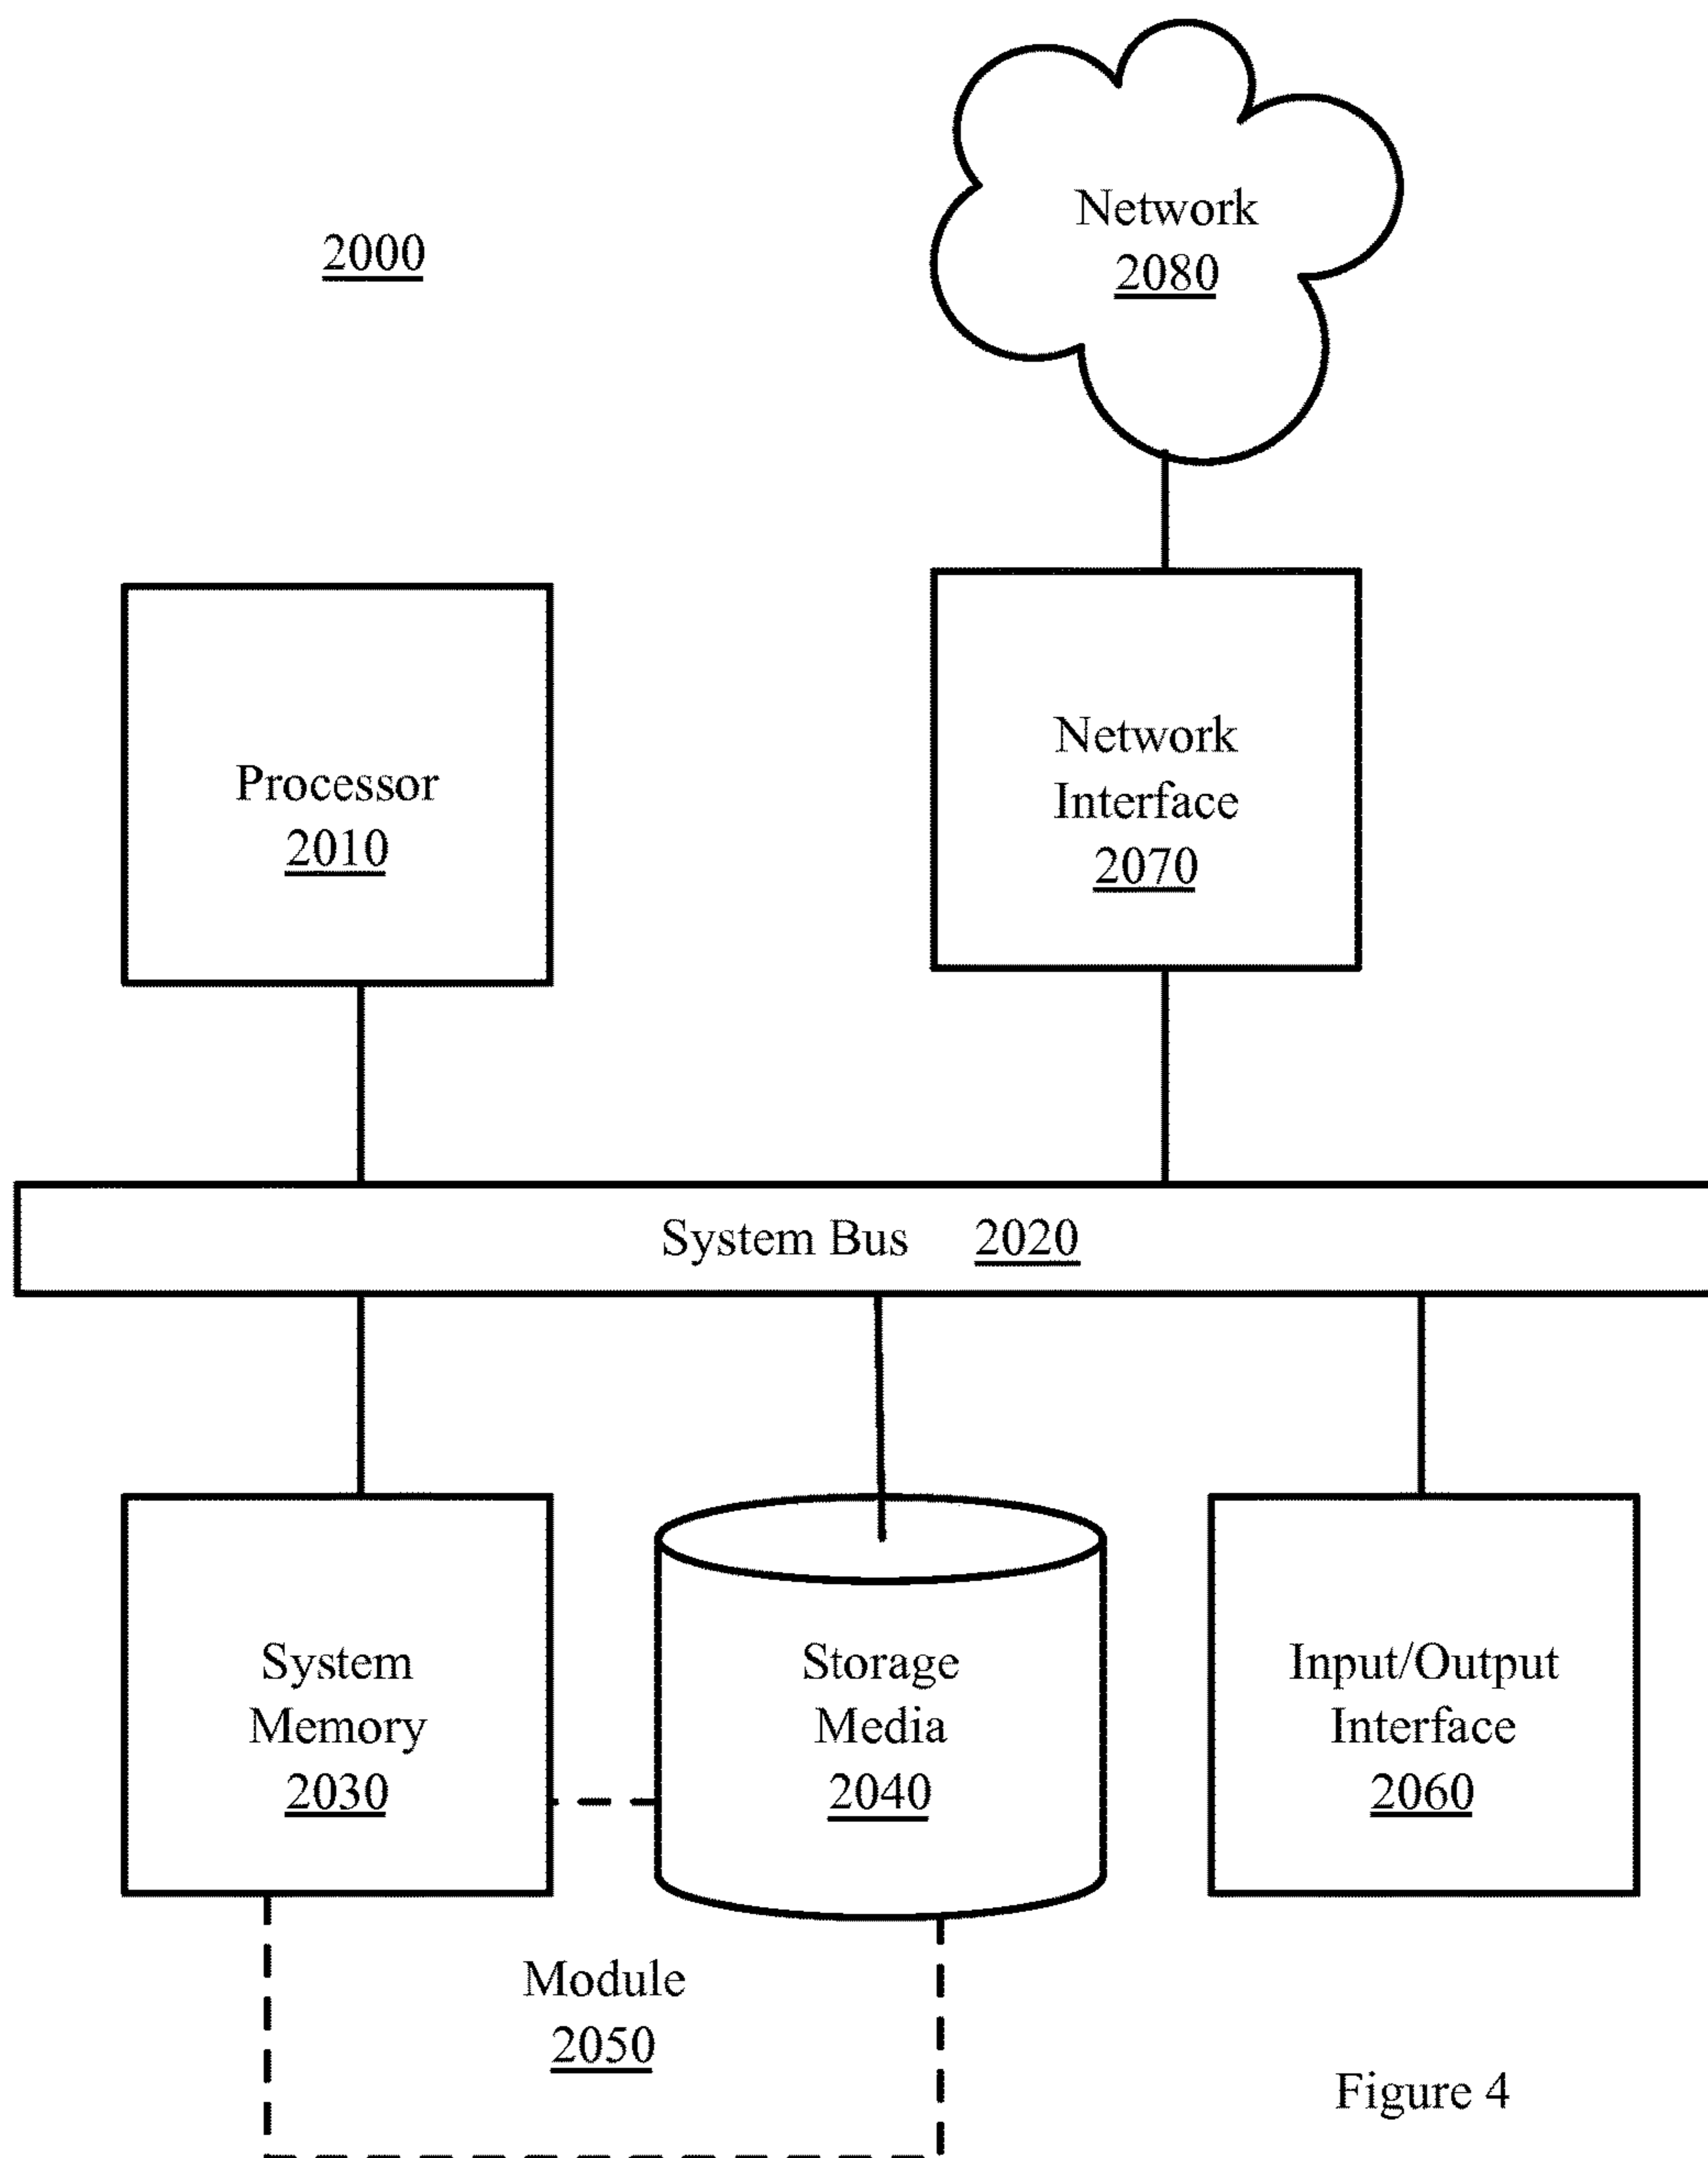 Network
2080
2000
Network
Interface
2070
Processor
2010
System Bus 2020
System
Memory
2030
Storage
Media
2040
Input/Output
Interface
2060
Module
2050
Figure 4